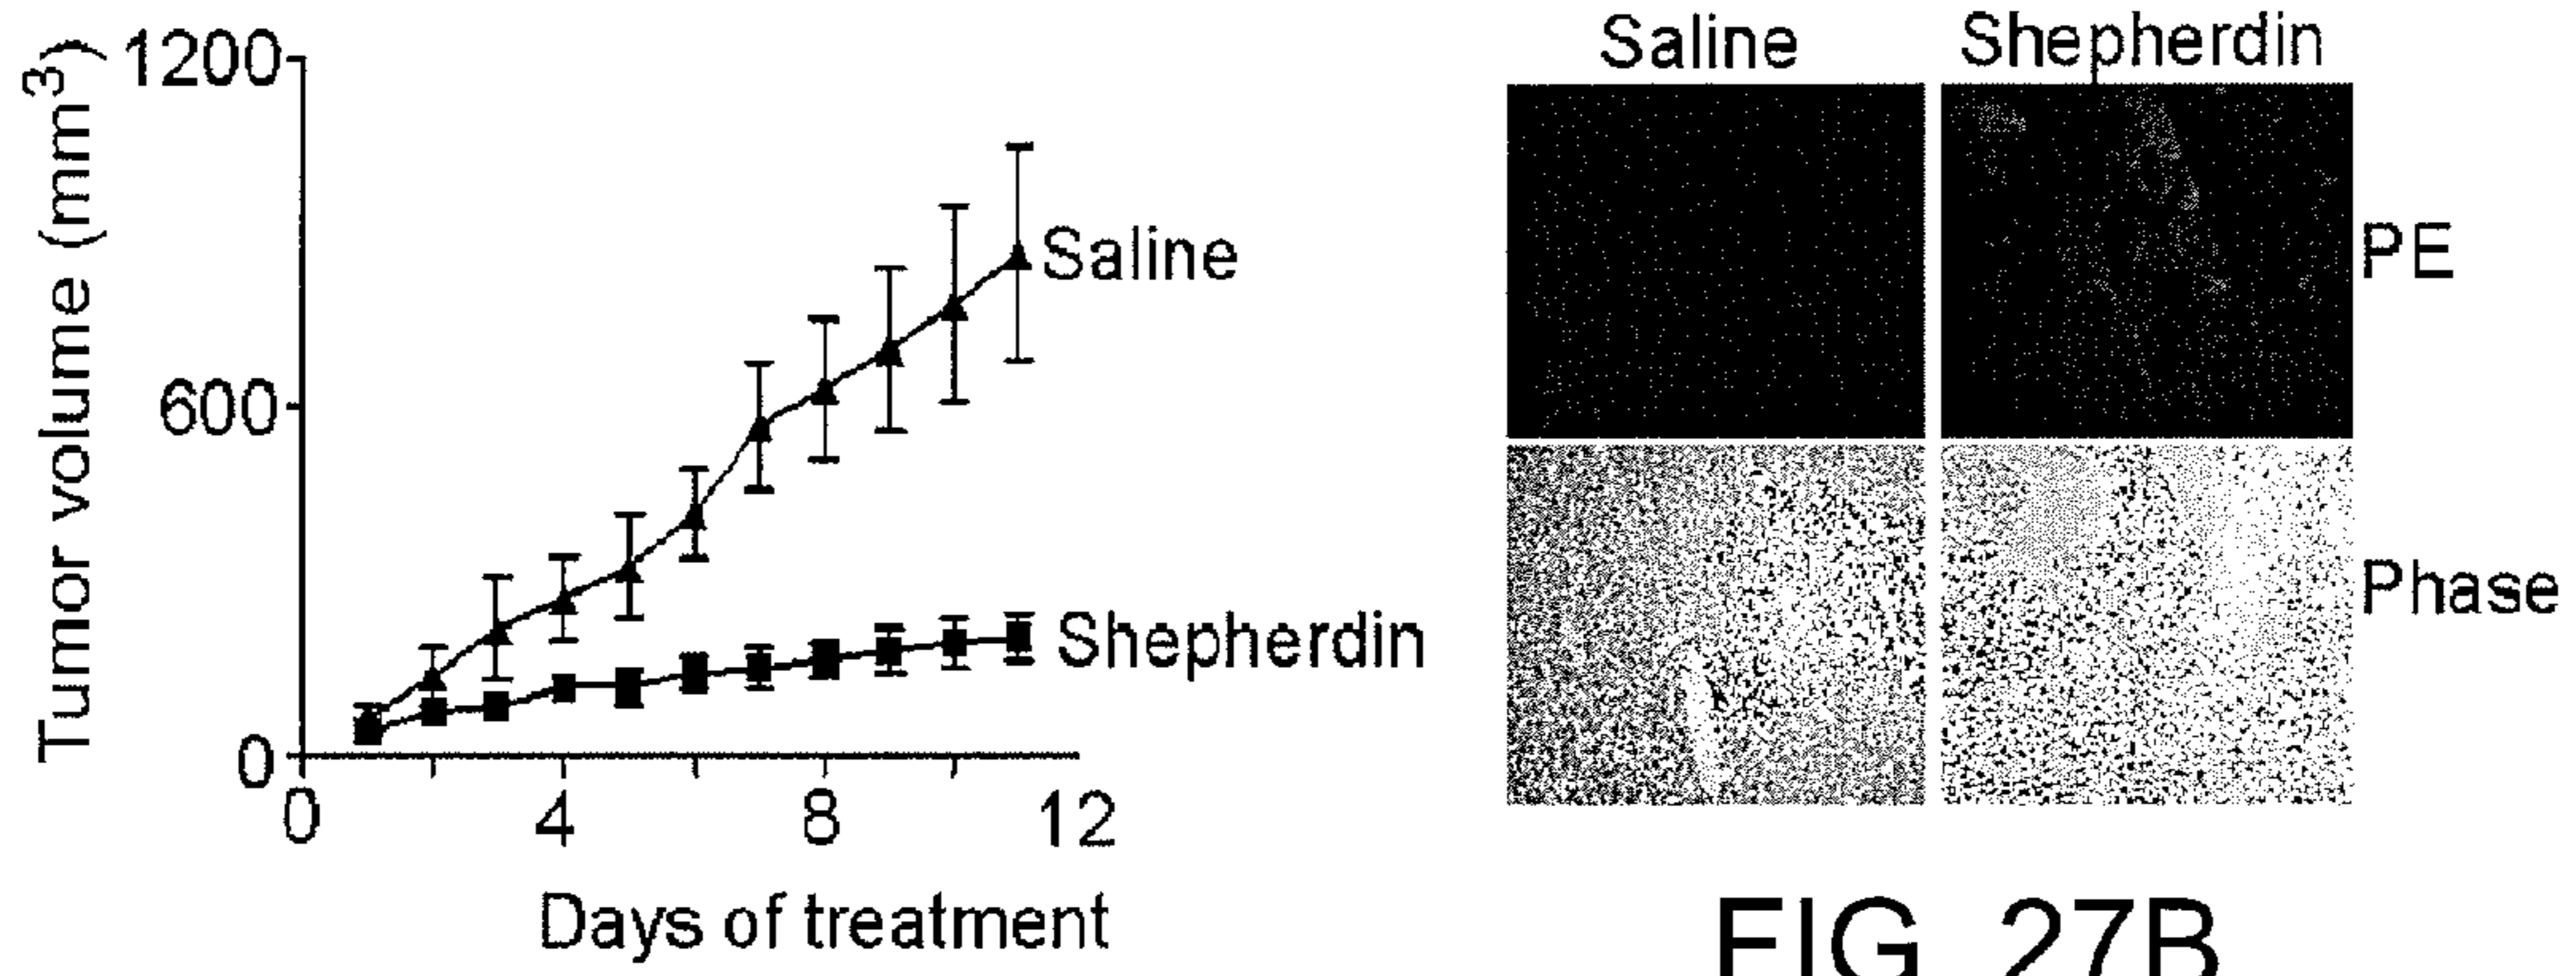 Tumor volume (mm³)
1200
600
0
0 4 8 12
Days of treatment
Saline
Shepherdin
Saline Shepherdin
PE
Phase
FIG. 27B